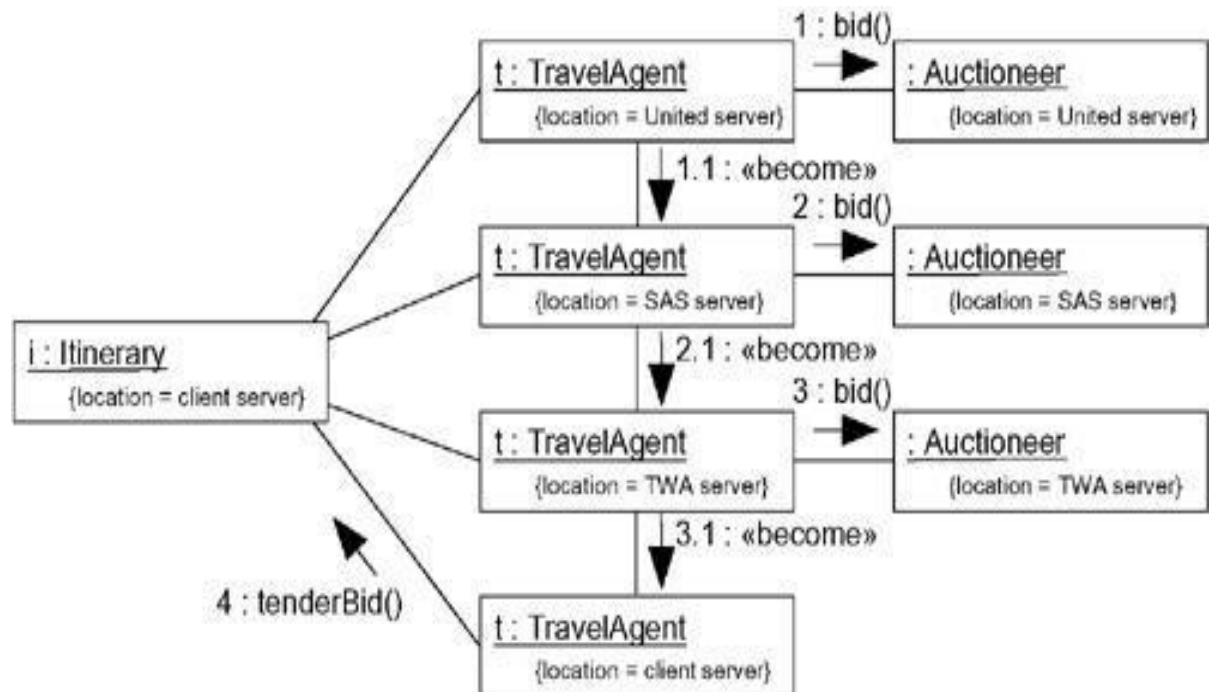 1 : bid()
t : TravelAgent
{location = United server}
: Auctioneer
{location = United server}
1.1 : «become»
2 : bid()
t : TravelAgent
{location = SAS server}
: Auctioneer
{location = SAS server}
i : Itinerary
{location = client server}
2.1 : «become»
3 : bid()
t : TravelAgent
{location = TWA server}
: Auctioneer
{location = TWA server}
3.1 : «become»
4 : tenderBid()
t : TravelAgent
{location = client server}